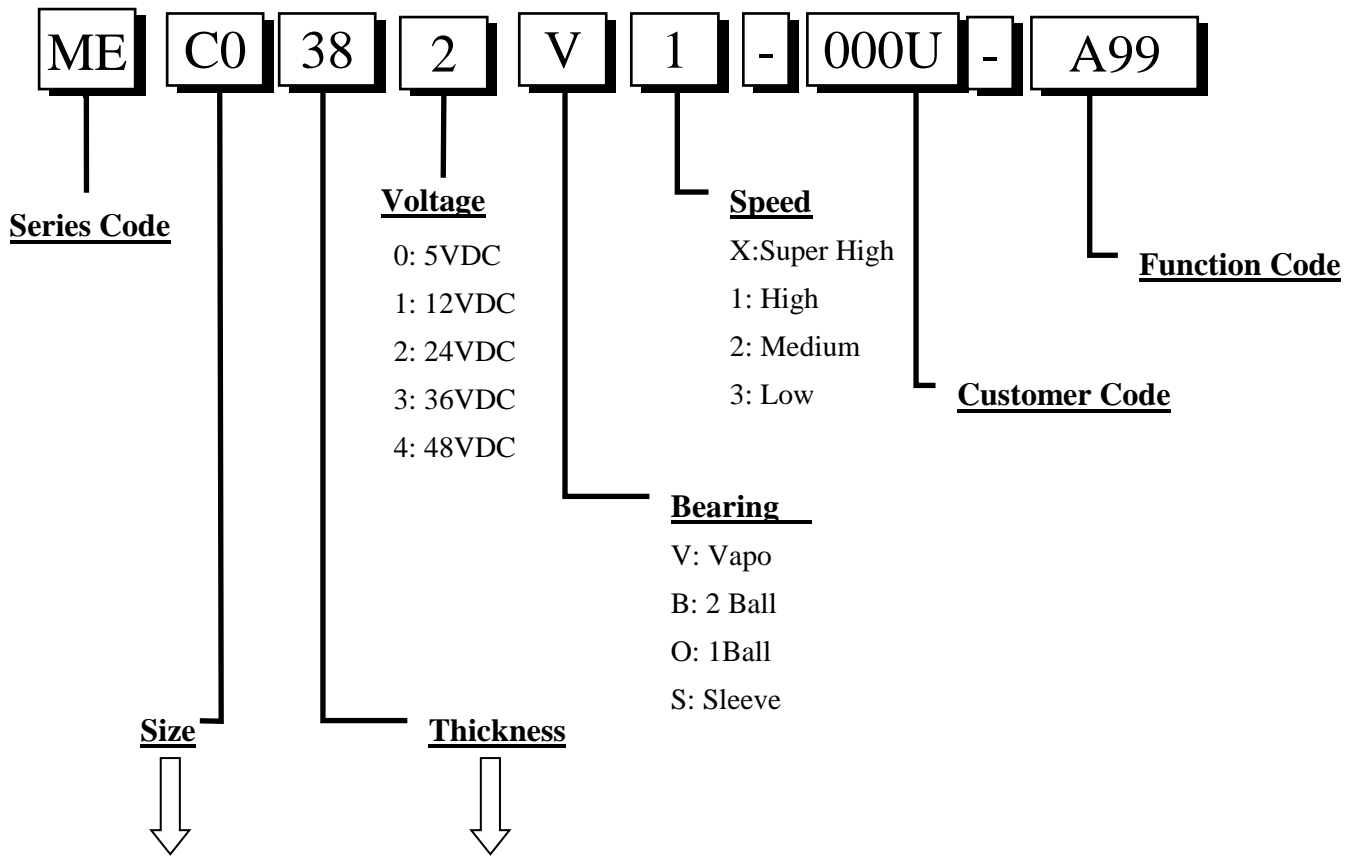 ME C0 38 2 V 1 - 000U - A99
Series Code
Voltage
0: 5VDC
1: 12VDC
2: 24VDC
3: 36VDC
4: 48VDC
Speed
X:Super High
1: High
2: Medium
3: Low
Function Code
Customer Code
Bearing
V: Vapo
B: 2 Ball
O: 1Ball
S: Sleeve
Size
Thickness